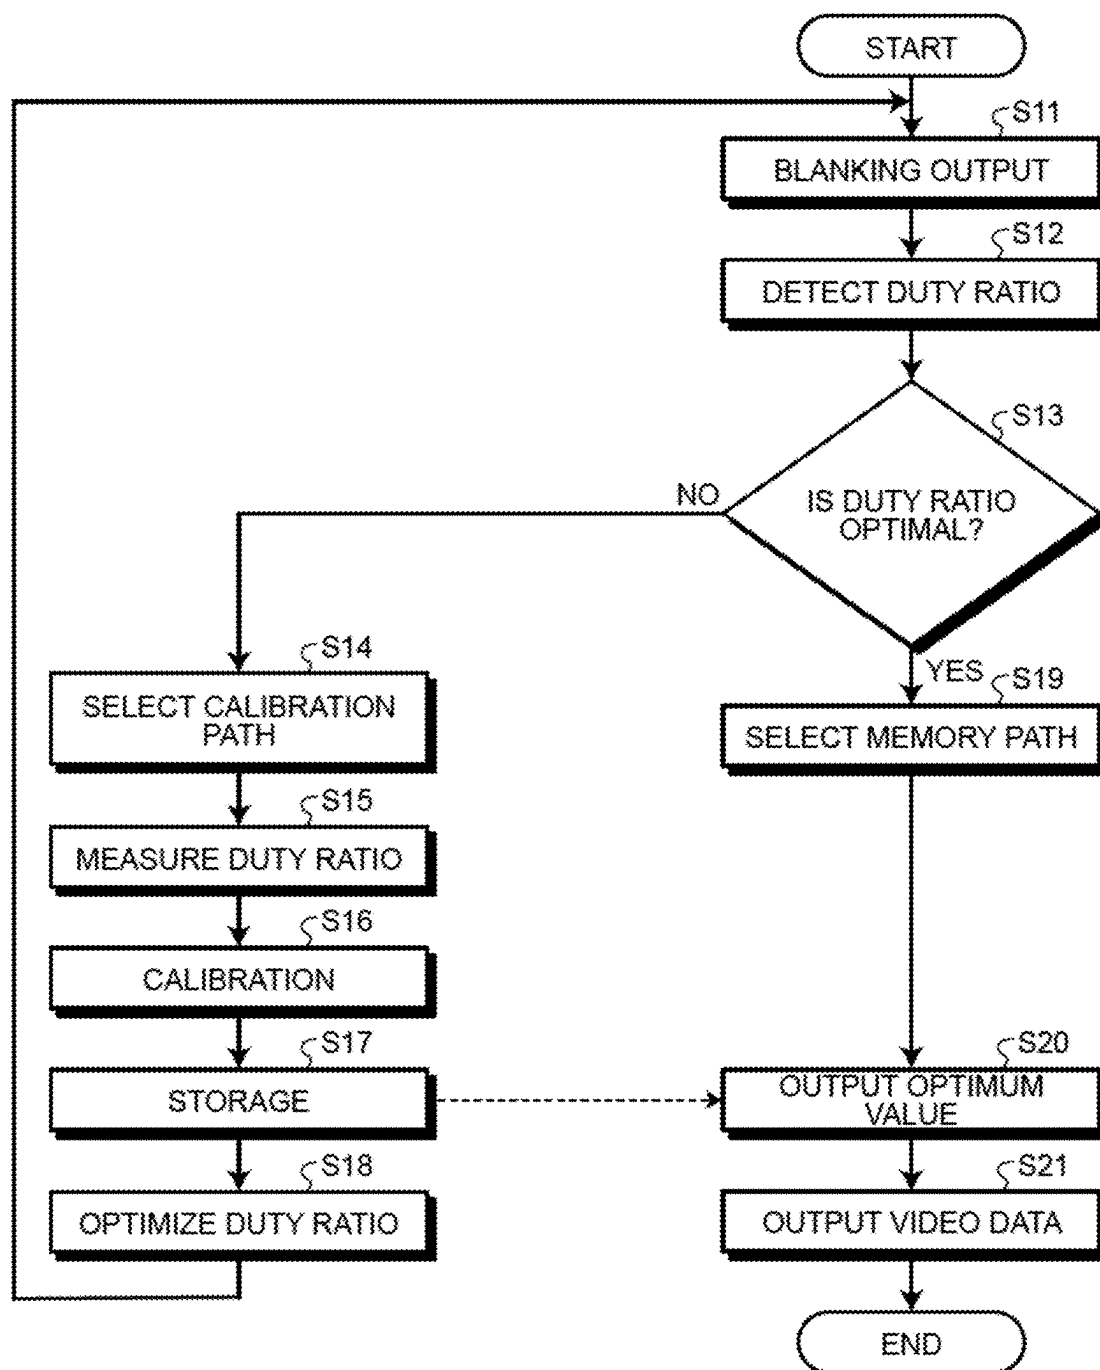 START
S11
BLANKING OUTPUT
S12
DETECT DUTY RATIO
S13
IS DUTY RATIO
OPTIMAL?
NO
YES
S14
SELECT CALIBRATION
PATH
S15
MEASURE DUTY RATIO
S16
CALIBRATION
S17
STORAGE
S18
OPTIMIZE DUTY RATIO
S19
SELECT MEMORY PATH
S20
OUTPUT OPTIMUM
VALUE
S21
OUTPUT VIDEO DATA
END